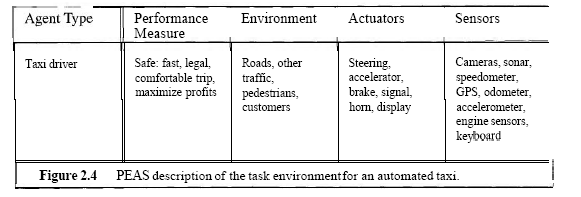 Agent Type Performance Environment Actuators Sensors
Measure
Taxi driver Safe: fast, legal, Roads, other Steering, Cameras, sonar,
comfortable trip, traffic, accelerator, speedometer,
maximize profits pedestrians, brake, signal, GPS, odometer,
customers horn, display accelerometer,
engine sensors,
keyboard
Figure 2.4 PEAS description of the task environment for an automated taxi.